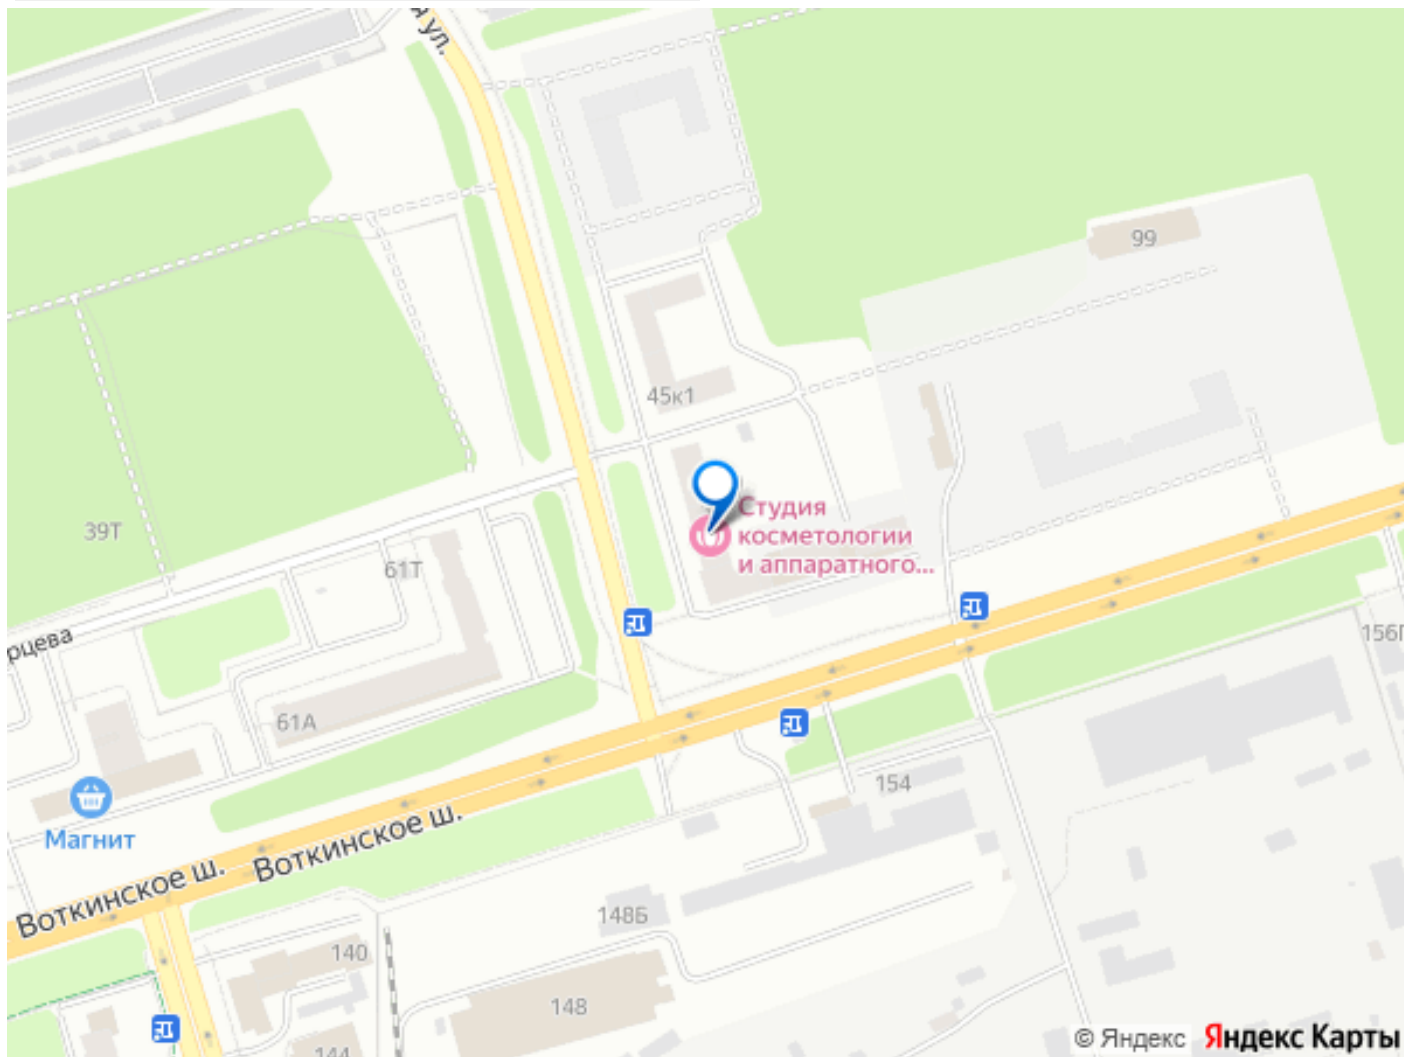 я ул.
99
45к1
Студия
косметологии
и аппаратного...
39Т
61Т
рцева
61А
Магнит
Воткинское ш.
Воткинское ш.
154
148Б
140
148
144
© Яндекс Яндекс Карты